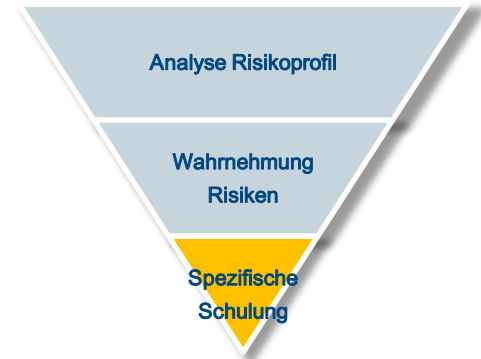 Analyse Risikoprofil
Wahrnehmung
Risiken
Spezifische
Schulung